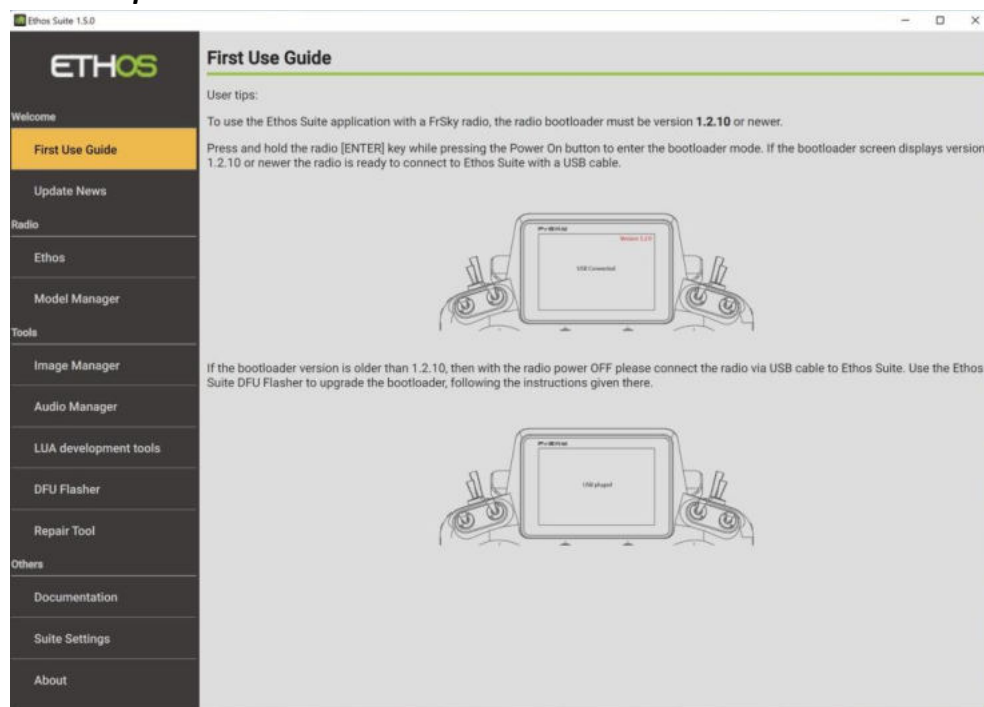 Ethos Suite 1.5.0
ETHOS
Welcome
First Use Guide
Update News
Radio
Ethos
Model Manager
Tools
Image Manager
Audio Manager
LUA development tools
DFU Flasher
Repair Tool
Others
Documentation
Suite Settings
About
First Use Guide
User tips:
To use the Ethos Suite application with a FrSky radio, the radio bootloader must be version 1.2.10 or newer.
Press and hold the radio [ENTER] key while pressing the Power On button to enter the bootloader mode. If the bootloader screen displays version
1.2.10 or newer the radio is ready to connect to Ethos Suite with a USB cable.
FrSKY
USB Connected
If the bootloader version is older than 1.2.10, then with the radio power OFF please connect the radio via USB cable to Ethos Suite. Use the Ethos
Suite DFU Flasher to upgrade the bootloader, following the instructions given there.
FrSKY
USB pluged